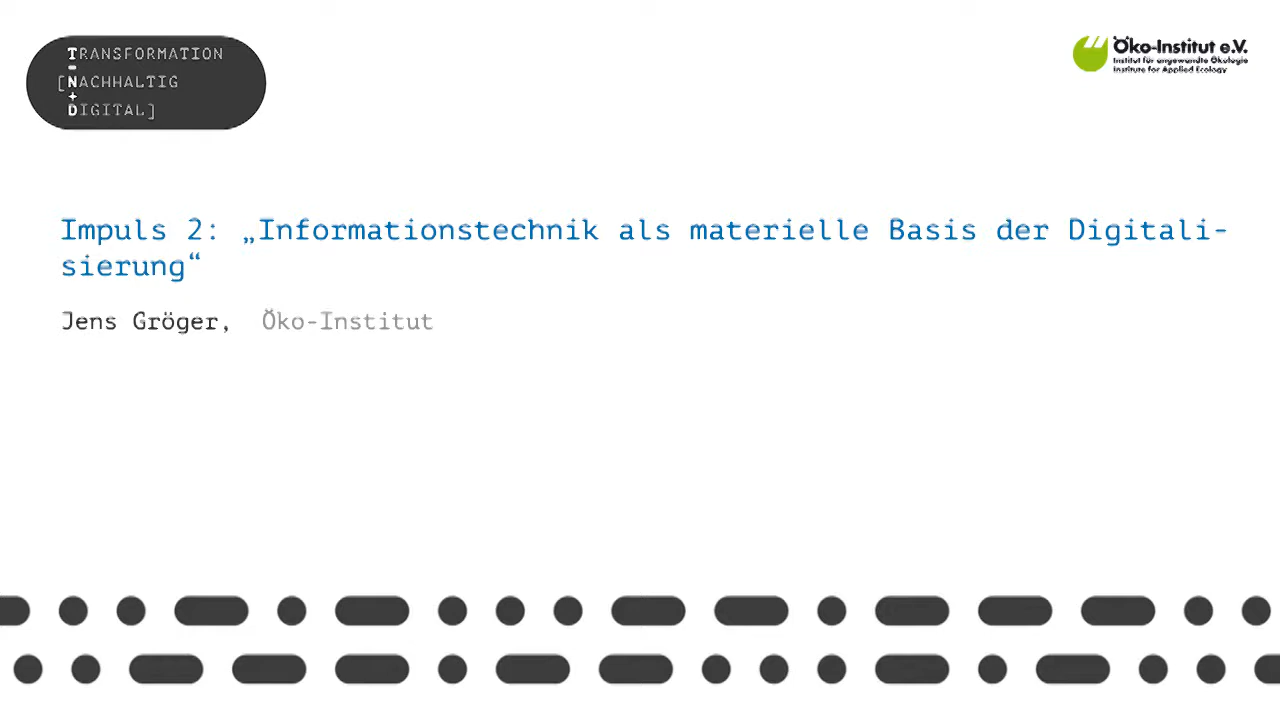 TRANSFORMATION
[NACHHALTIG
+
DIGITAL]
Öko-Institut e.V.
Institut für angewandte Ökologie
Institute for Applied Ecology
Impuls 2: „Informationstechnik als materielle Basis der Digitali-
sierung“
Jens Gröger, Öko-Institut